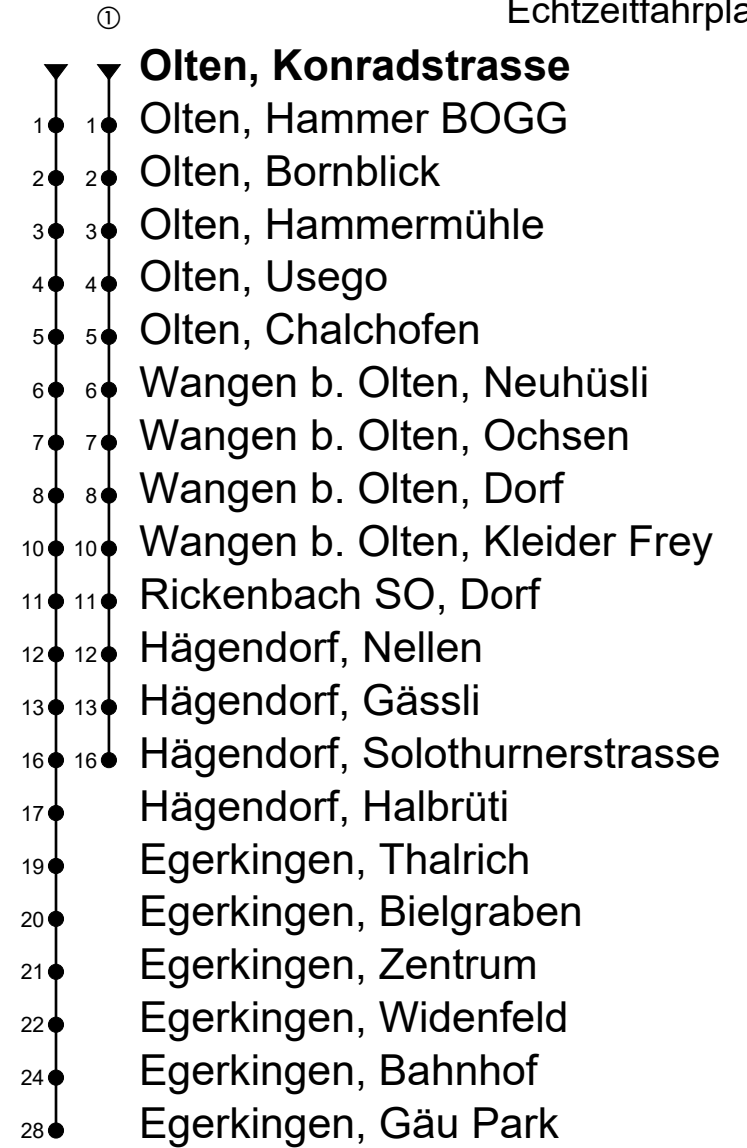 Echtzeitfahrpla
①
Olten, Konradstrasse
1 1 Olten, Hammer BOGG
2 2 Olten, Bornblick
3 3 Olten, Hammermühle
4 4 Olten, Usego
5 5 Olten, Chalchofen
6 6 Wangen b. Olten, Neuhüsli
7 7 Wangen b. Olten, Ochsen
8 8 Wangen b. Olten, Dorf
10 10 Wangen b. Olten, Kleider Frey
11 11 Rickenbach SO, Dorf
12 12 Hägendorf, Nellen
13 13 Hägendorf, Gässli
16 16 Hägendorf, Solothurnerstrasse
17 Hägendorf, Halbrüti
19 Egerkingen, Thalrich
20 Egerkingen, Bielgraben
21 Egerkingen, Zentrum
22 Egerkingen, Widenfeld
24 Egerkingen, Bahnhof
28 Egerkingen, Gäu Park